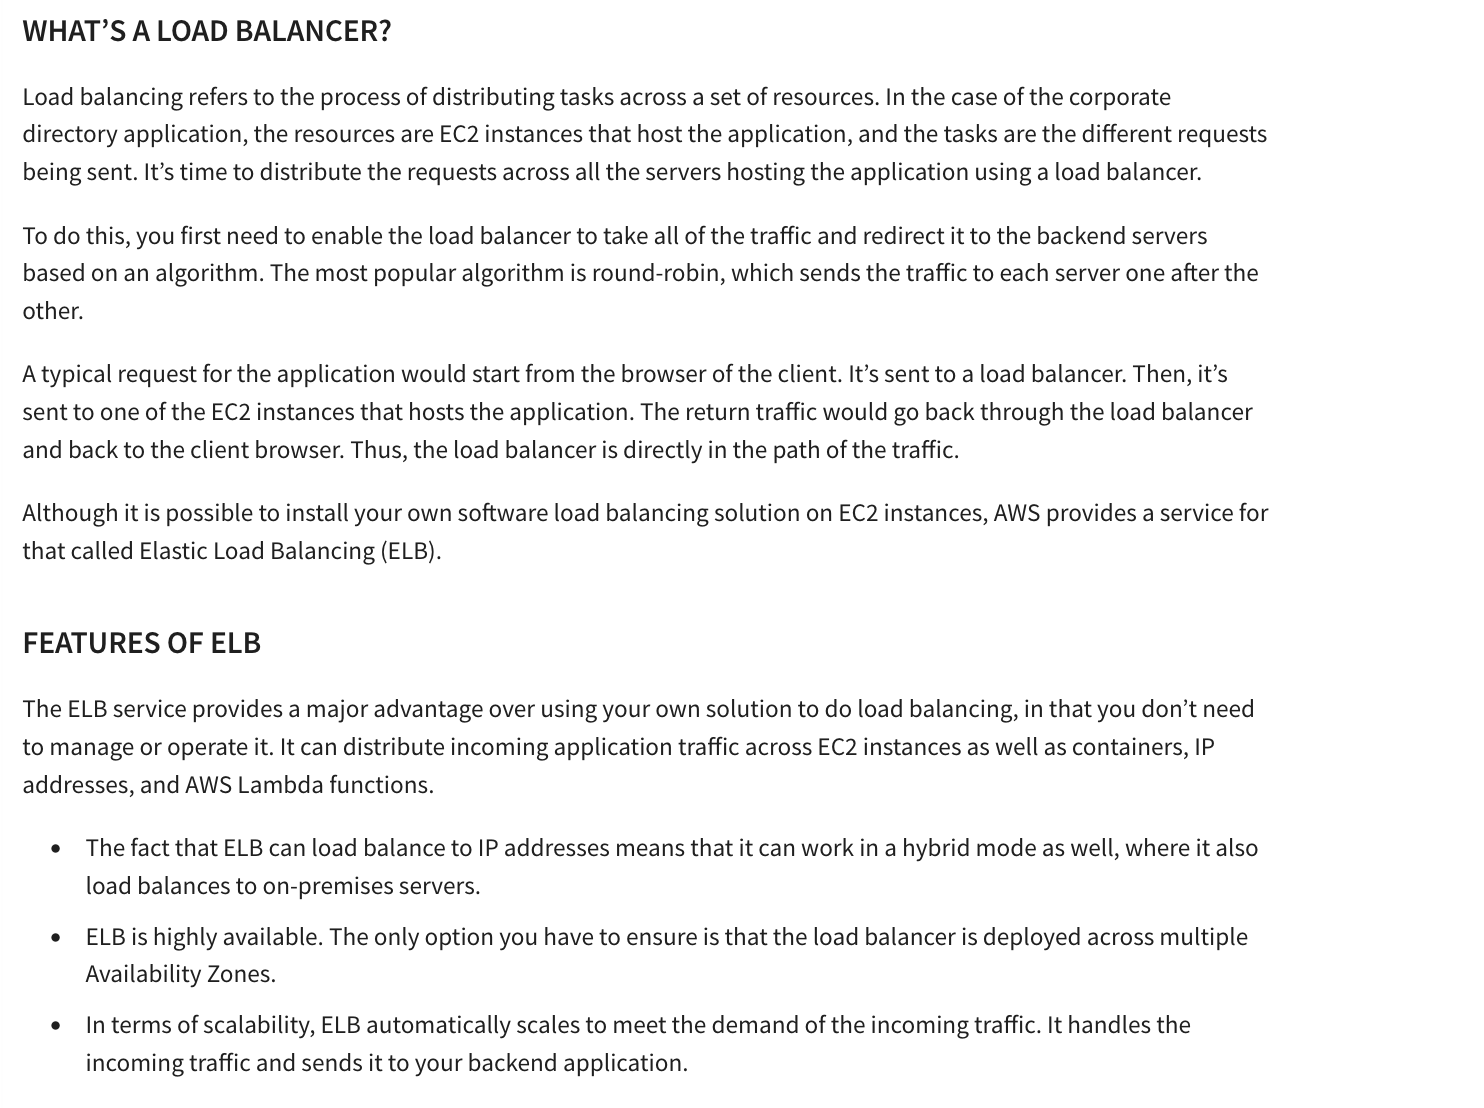 WHAT’S A LOAD BALANCER?
Load balancing refers to the process of distributing tasks across a set of resources. In the case of the corporate
directory application, the resources are EC2 instances that host the application, and the tasks are the different requests
being sent. It’s time to distribute the requests across all the servers hosting the application using a load balancer.
To do this, you first need to enable the load balancer to take all of the traffic and redirect it to the backend servers
based on an algorithm. The most popular algorithm is round-robin, which sends the traffic to each server one after the
other.
A typical request for the application would start from the browser of the client. It’s sent to a load balancer. Then, it’s
sent to one of the EC2 instances that hosts the application. The return traffic would go back through the load balancer
and back to the client browser. Thus, the load balancer is directly in the path of the traffic.
Although it is possible to install your own software load balancing solution on EC2 instances, AWS provides a service for
that called Elastic Load Balancing (ELB).
FEATURES OF ELB
The ELB service provides a major advantage over using your own solution to do load balancing, in that you don’t need
to manage or operate it. It can distribute incoming application traffic across EC2 instances as well as containers, IP
addresses, and AWS Lambda functions.
• The fact that ELB can load balance to IP addresses means that it can work in a hybrid mode as well, where it also
load balances to on-premises servers.
• ELB is highly available. The only option you have to ensure is that the load balancer is deployed across multiple
Availability Zones.
• In terms of scalability, ELB automatically scales to meet the demand of the incoming traffic. It handles the
incoming traffic and sends it to your backend application.